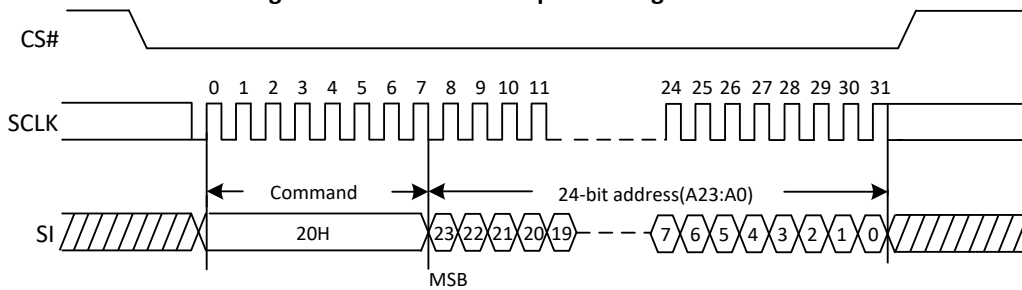 CS#
0 1 2 3 4 5 6 7 8 9 10 11 24 25 26 27 28 29 30 31
SCLK
Command 24-bit address(A23:A0)
SI 20H 23 22 21 20 19 7 6 5 4 3 2 1 0
MSB